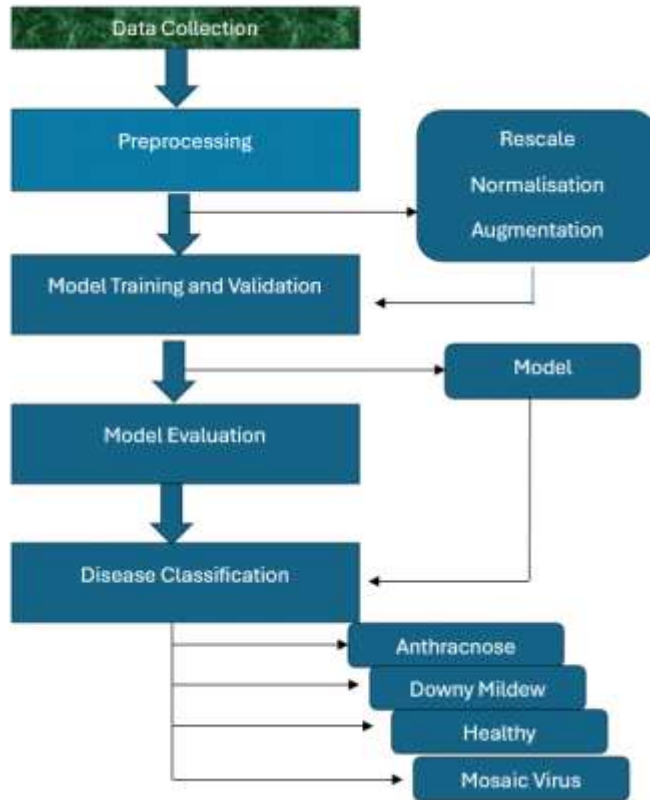 Data Collection
Preprocessing
Rescale
Normalisation
Augmentation
Model Training and Validation
Model
Model Evaluation
Disease Classification
Anthracnose
Downy Mildew
Healthy
Mosaic Virus